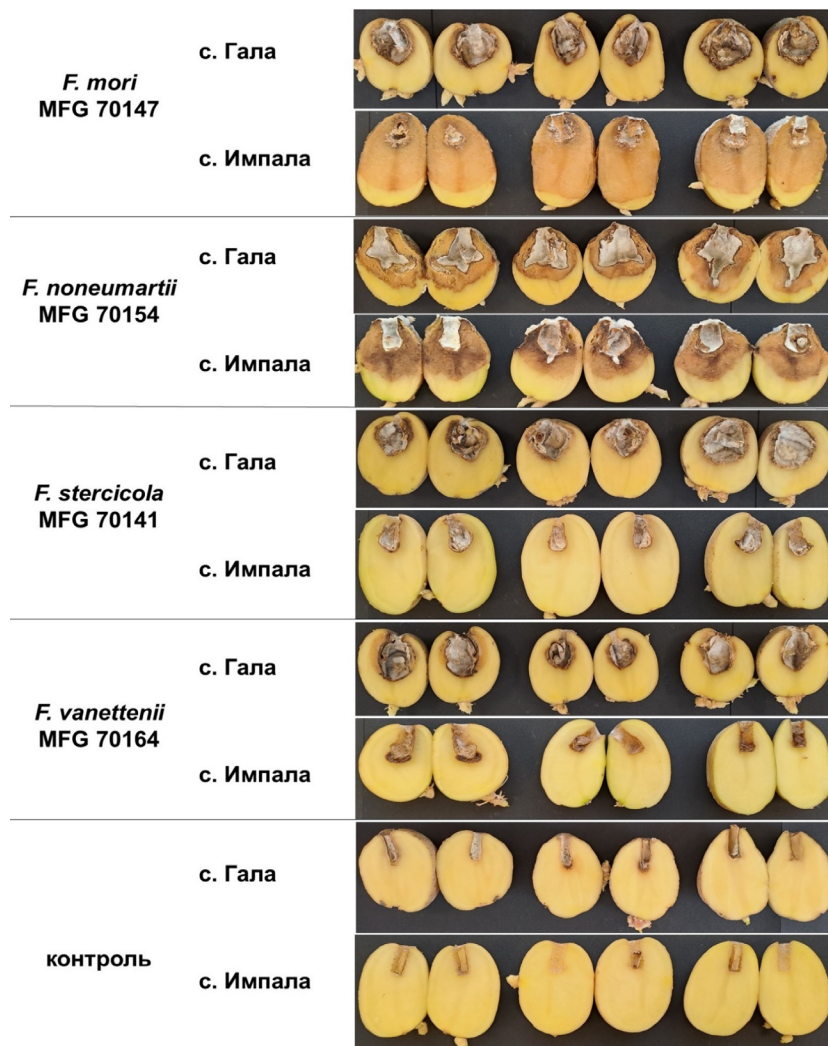 с. Гала
F. mori
MFG 70147
с. Импала
с. Гала
F. noneumartii
MFG 70154
с. Импала
с. Гала
F. stercicola
MFG 70141
с. Импала
с. Гала
F. vanettenii
MFG 70164
с. Импала
с. Гала
контроль
с. Импала